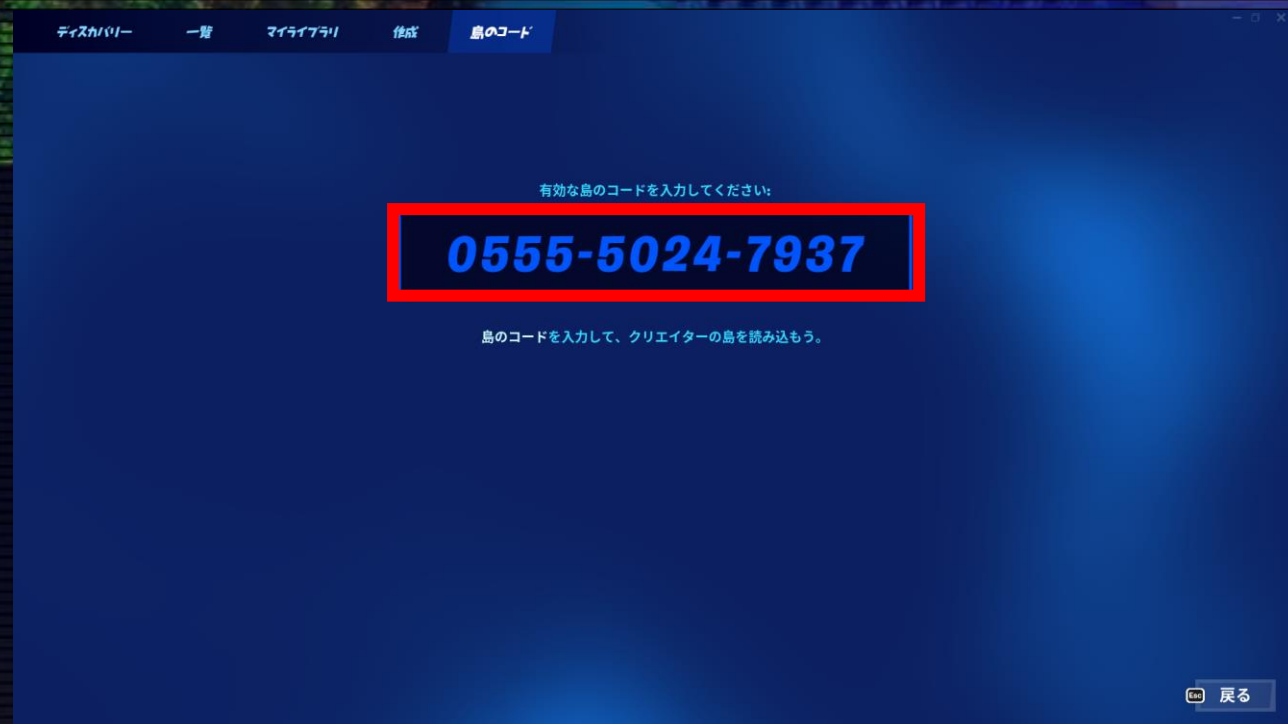 ディスカバリー 一覧 マイライブラリ 作成 島のコード
有効な島のコードを入力してください:
0555-5024-7937
島のコードを入力して、クリエイターの島を読み込もう。
Esc 戻る